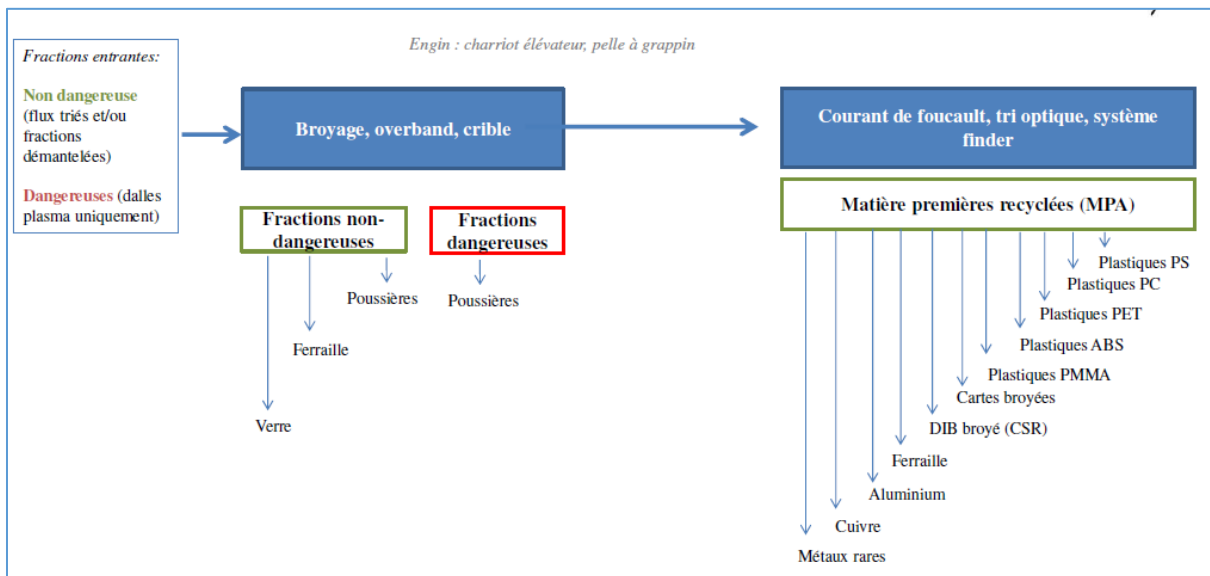 Engin : charriot élévateur, pelle à grappin
Fractions entrantes:
Non dangereuse
(flux triés et/ou
fractions
démantelées)
Dangereuses (dalles
plasma uniquement)
Broyage, overband, crible
Courant de foucault, tri optique, système
finder
Fractions non-
dangereuses
Fractions
dangereuses
Matière premières recyclées (MPA)
Poussières
Poussières
Ferraille
Verre
Plastiques PS
Plastiques PC
Plastiques PET
Plastiques ABS
Plastiques PMMA
Cartes broyées
DIB broyé (CSR)
Ferraille
Aluminium
Cuivre
Métaux rares